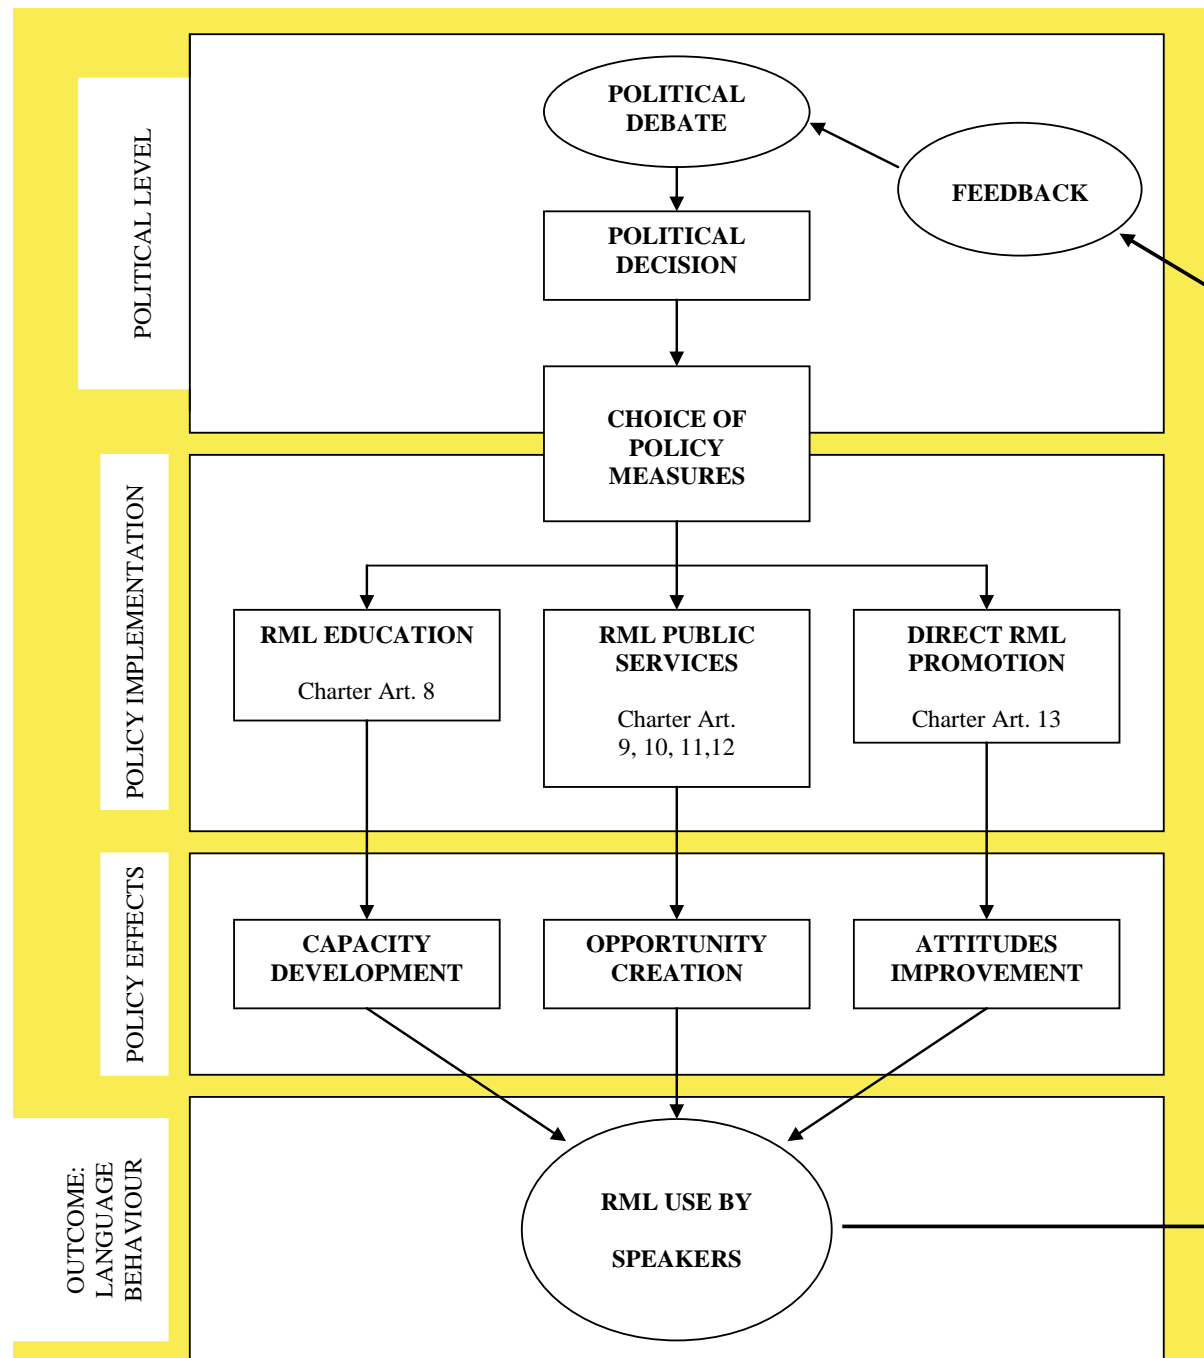 POLITICAL LEVEL
POLITICAL
DEBATE
FEEDBACK
POLITICAL
DECISION
CHOICE OF
POLICY
MEASURES
POLICY IMPLEMENTATION
RML EDUCATION
Charter Art. 8
RML PUBLIC
SERVICES
Charter Art.
9, 10, 11,12
DIRECT RML
PROMOTION
Charter Art. 13
POLICY EFFECTS
CAPACITY
DEVELOPMENT
OPPORTUNITY
CREATION
ATTITUDES
IMPROVEMENT
OUTCOME:
LANGUAGE
BEHAVIOUR
RML USE BY
SPEAKERS